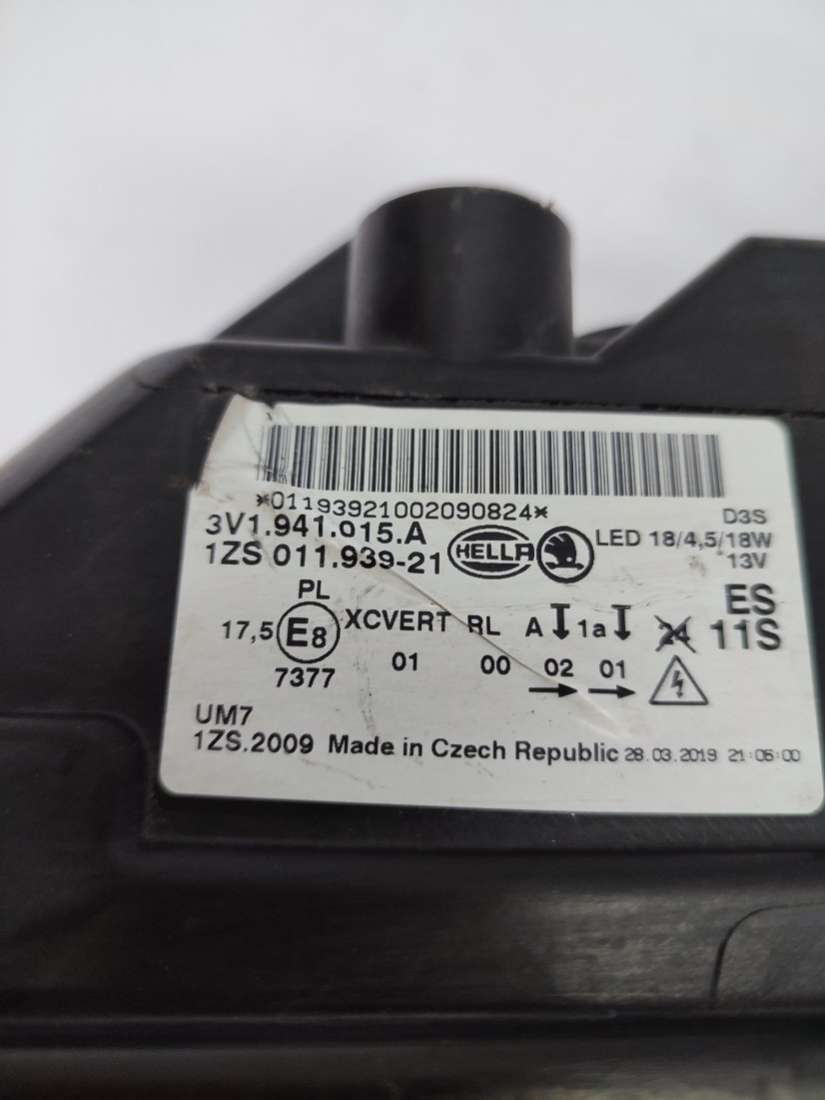 *011939210020908​24*
3V1.941.015.A
1ZS 011.939-21
HELLA
D3S
LED 18/4,5/18W
13V
PL
ES
17,5 E8 XCVERT RL A 1a 24 11S
7377 01 00 02 01
UM7
1ZS.2009 Made in Czech Republic 28.03.2019 21:06:00